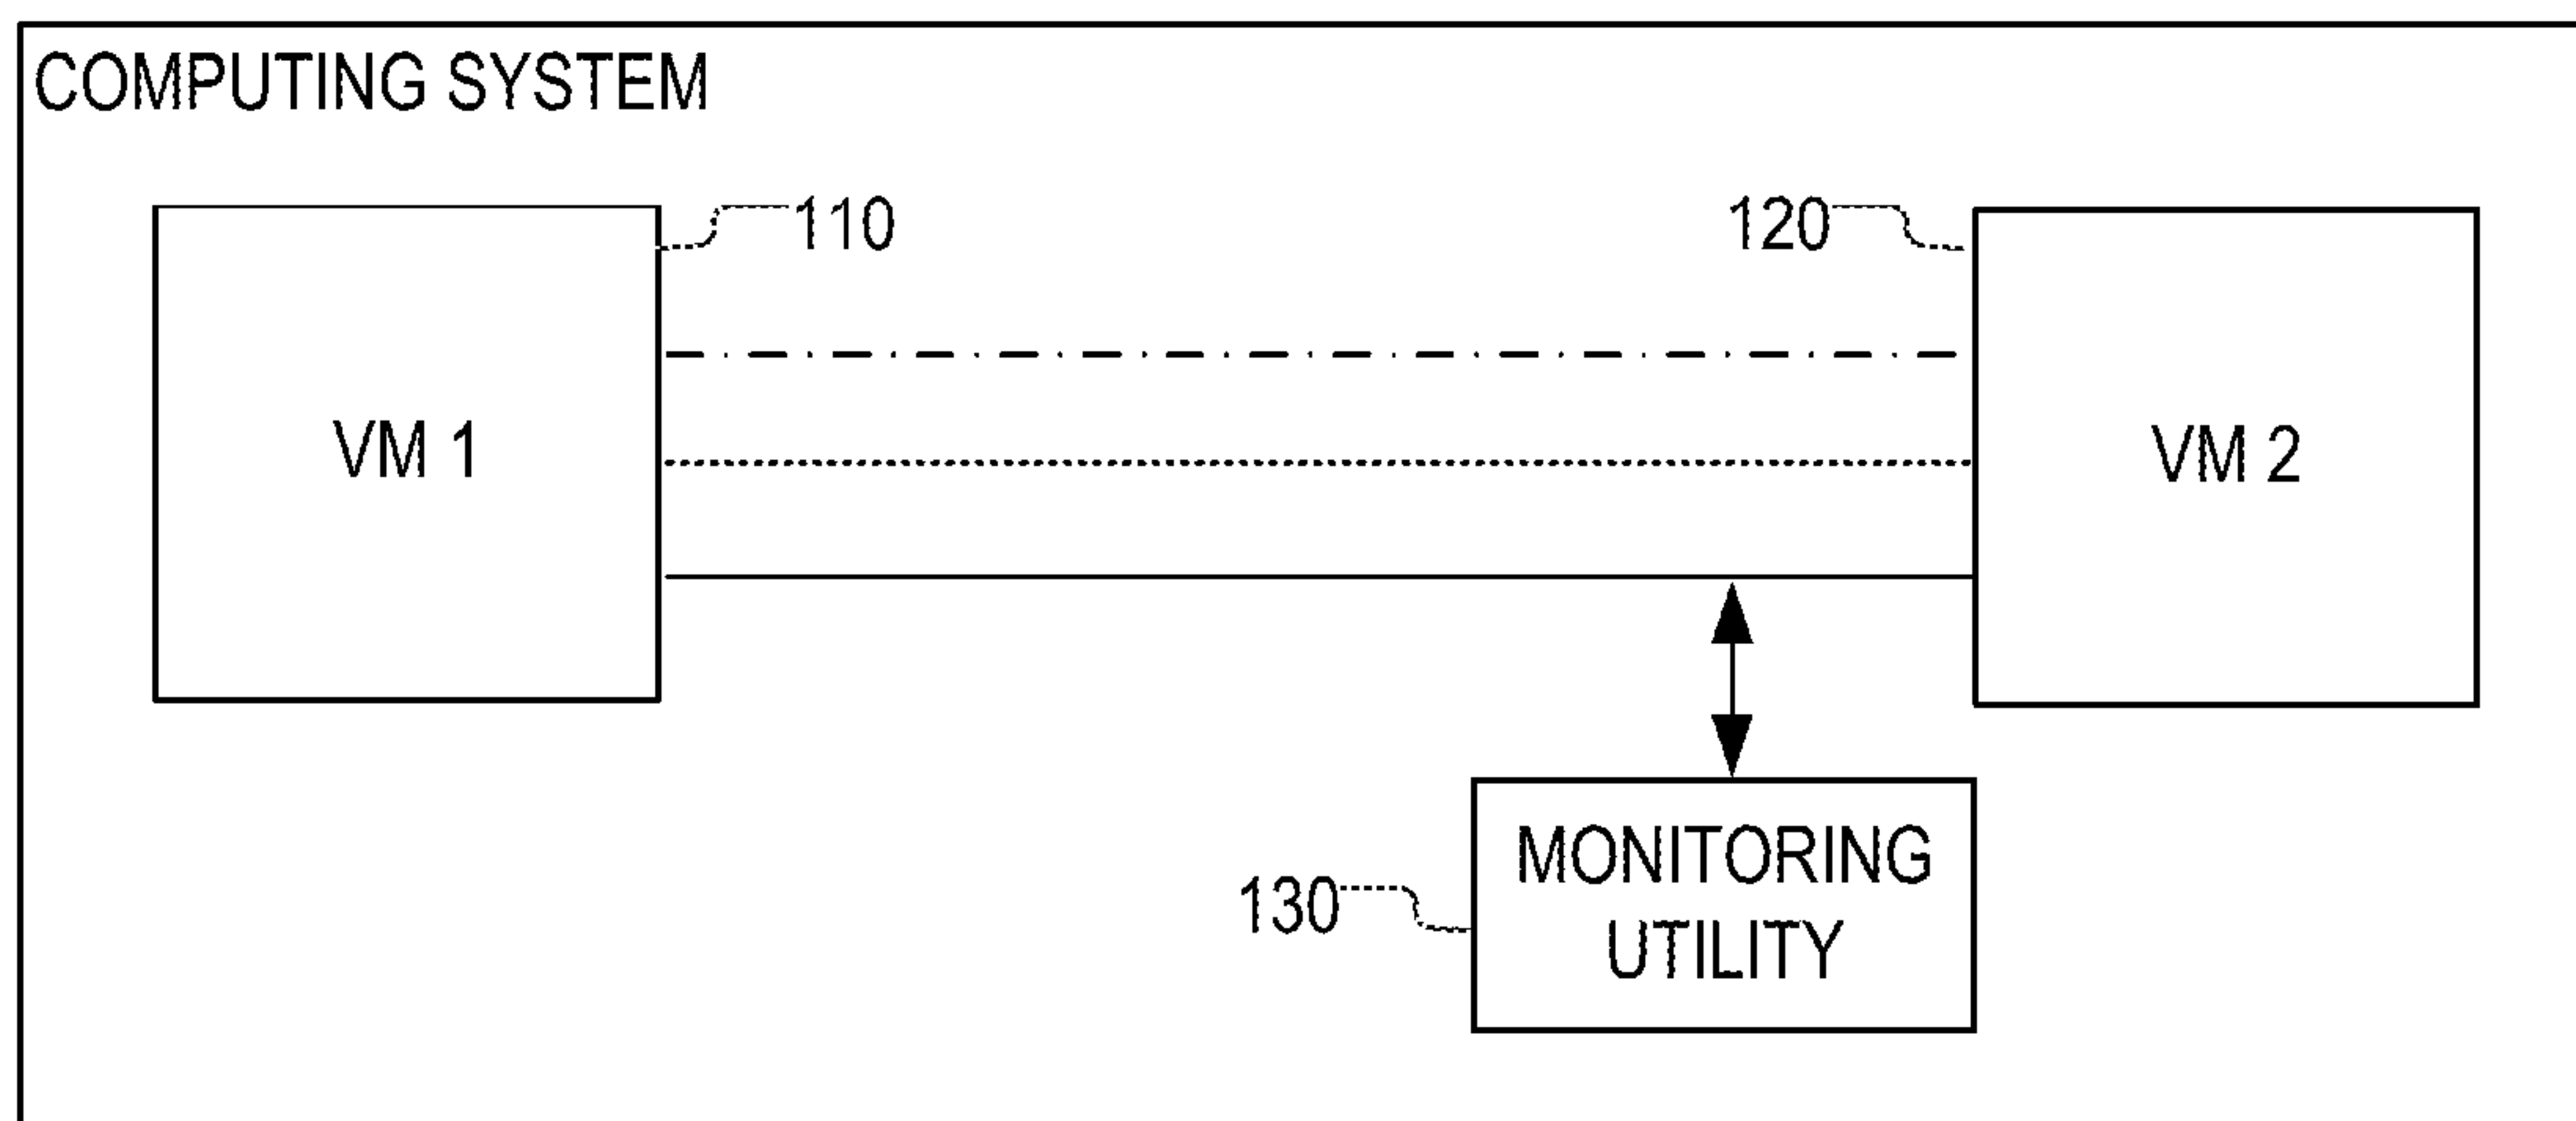 COMPUTING SYSTEM
110
120
VM 1
VM 2
130
MONITORING
UTILITY